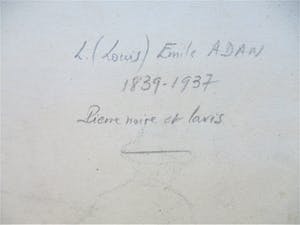 L. (Louis) Emile ADAN
1839-1937
Pierre noire et lavis